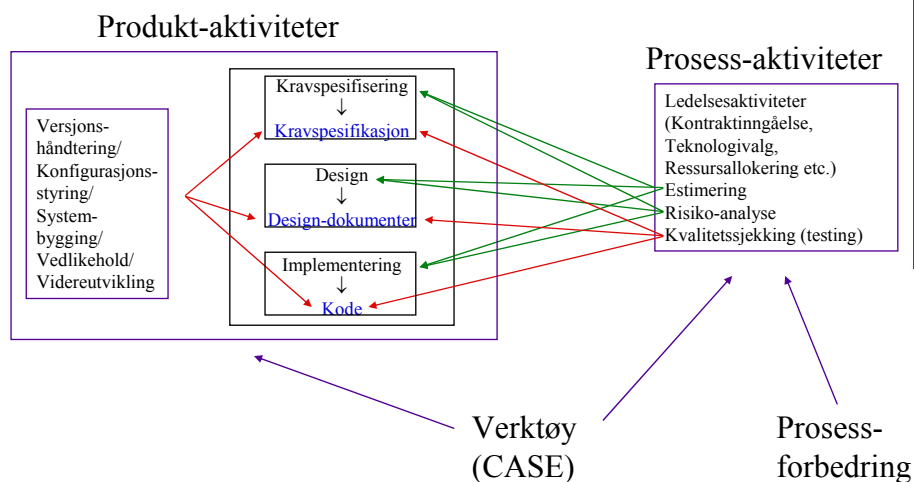 Produkt-aktiviteter
Versjons-
håndtering/
Konfigurasjons-
styring/
System-
bygging/
Vedlikehold/
Videreutvikling
Kravspesifisering
↓
Kravspesifikasjon
Design
↓
Design-dokumenter
Implementering
↓
Kode
Prosess-aktiviteter
Ledelsesaktiviteter
(Kontraktinngåelse,
Teknologivalg,
Ressursallokering etc.)
Estimering
Risiko-analyse
Kvalitetssjekking (testing)
Verktøy
(CASE)
Prosess-
forbedring